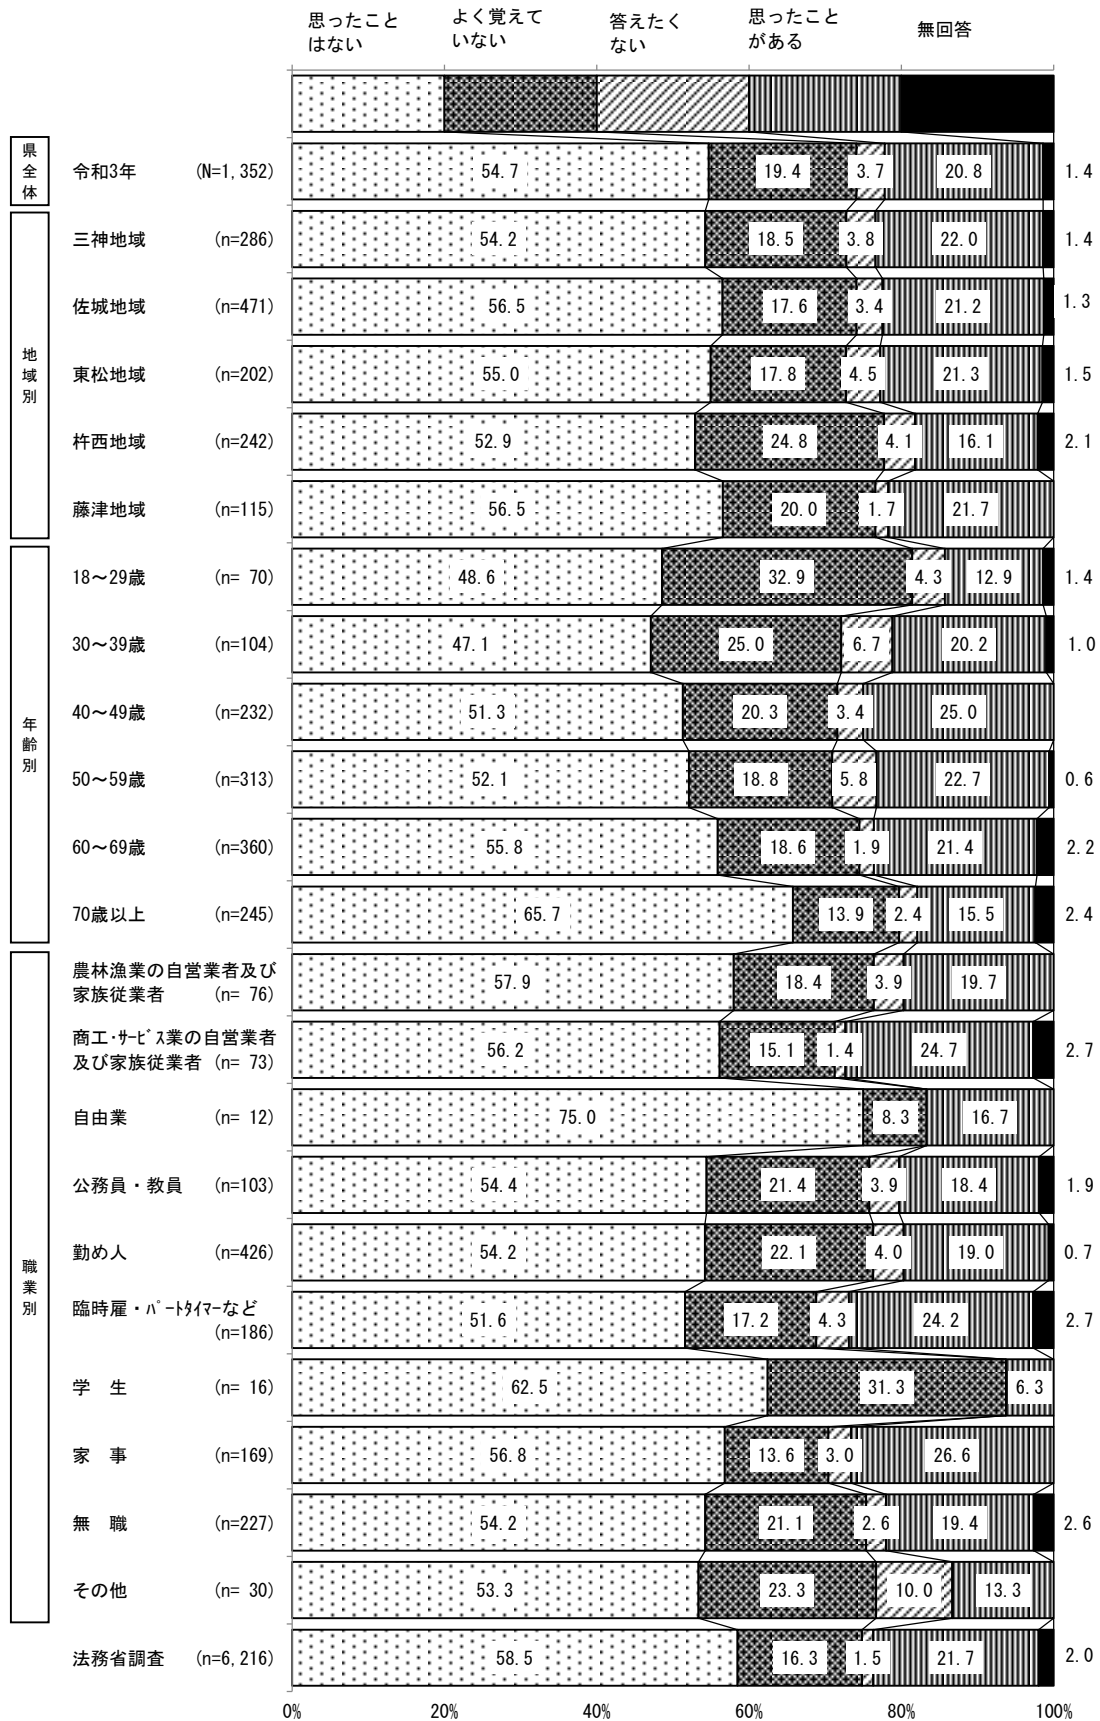 思ったこと
はない
よく覚えて
いない
答えたく
ない
思ったこと
がある
無回答
県全体
令和3年 (N=1,352) 54.7 19.4 3.7 20.8 1.4
地域別
三神地域 (n=286) 54.2 18.5 3.8 22.0 1.4
佐城地域 (n=471) 56.5 17.6 3.4 21.2 1.3
東松地域 (n=202) 55.0 17.8 4.5 21.3 1.5
杵西地域 (n=242) 52.9 24.8 4.1 16.1 2.1
藤津地域 (n=115) 56.5 20.0 1.7 21.7
年齢別
18～29歳 (n= 70) 48.6 32.9 4.3 12.9 1.4
30～39歳 (n=104) 47.1 25.0 6.7 20.2 1.0
40～49歳 (n=232) 51.3 20.3 3.4 25.0
50～59歳 (n=313) 52.1 18.8 5.8 22.7 0.6
60～69歳 (n=360) 55.8 18.6 1.9 21.4 2.2
70歳以上 (n=245) 65.7 13.9 2.4 15.5 2.4
職業別
農林漁業の自営業者及び
家族従業者 (n= 76) 57.9 18.4 3.9 19.7
商工･ｻｰﾋﾞｽ業の自営業者
及び家族従業者 (n= 73) 56.2 15.1 1.4 24.7 2.7
自由業 (n= 12) 75.0 8.3 16.7
公務員・教員 (n=103) 54.4 21.4 3.9 18.4 1.9
勤め人 (n=426) 54.2 22.1 4.0 19.0 0.7
臨時雇・ﾊﾟｰﾄﾀｲﾏｰなど
(n=186) 51.6 17.2 4.3 24.2 2.7
学　生 (n= 16) 62.5 31.3 6.3
家　事 (n=169) 56.8 13.6 3.0 26.6
無　職 (n=227) 54.2 21.1 2.6 19.4 2.6
その他 (n= 30) 53.3 23.3 10.0 13.3
法務省調査 (n=6,216) 58.5 16.3 1.5 21.7 2.0
0% 20% 40% 60% 80% 100%